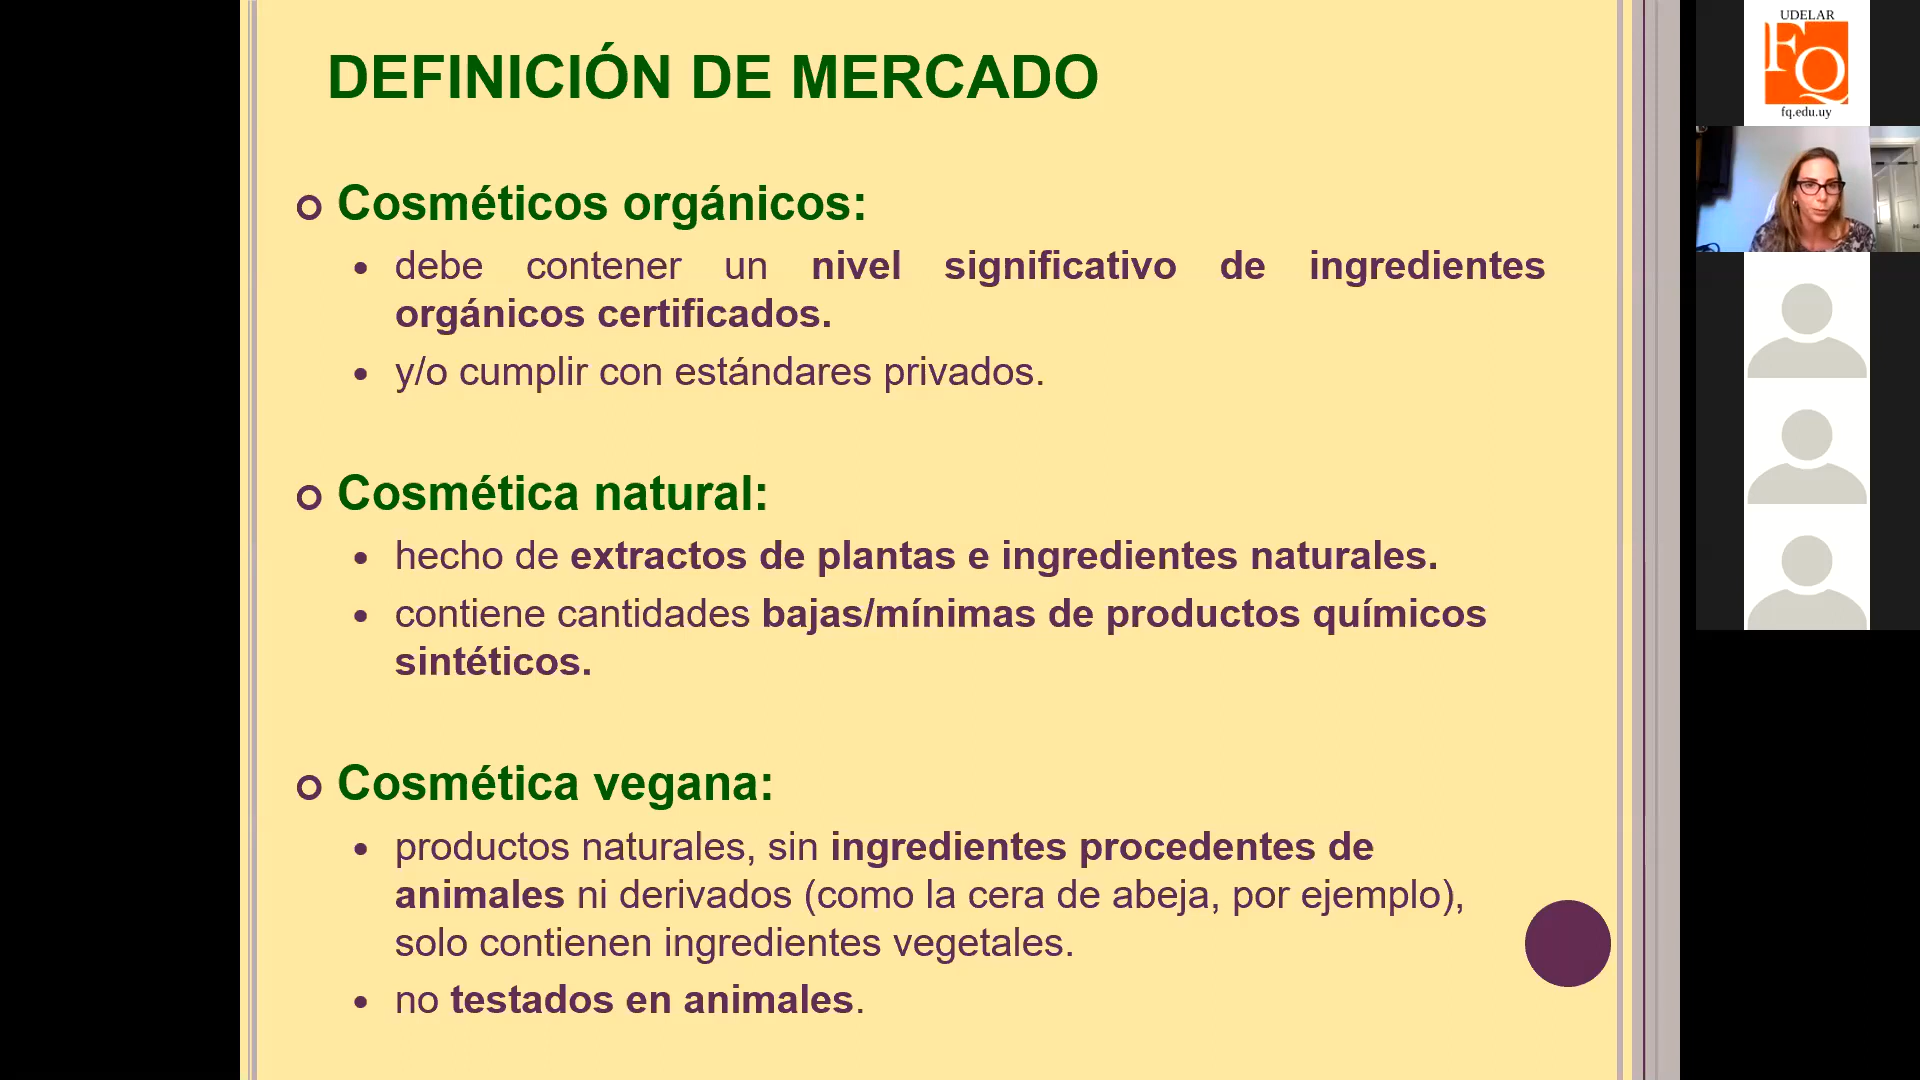 DEFINICIÓN DE MERCADO
Cosméticos orgánicos:
debe contener un nivel significativo de ingredientes
orgánicos certificados.
y/o cumplir con estándares privados.
Cosmética natural:
hecho de extractos de plantas e ingredientes naturales.
contiene cantidades bajas/mínimas de productos químicos
sintéticos.
Cosmética vegana:
productos naturales, sin ingredientes procedentes de
animales ni derivados (como la cera de abeja, por ejemplo),
solo contienen ingredientes vegetales.
no testados en animales.
UDELAR
FQ
fq.edu.uy